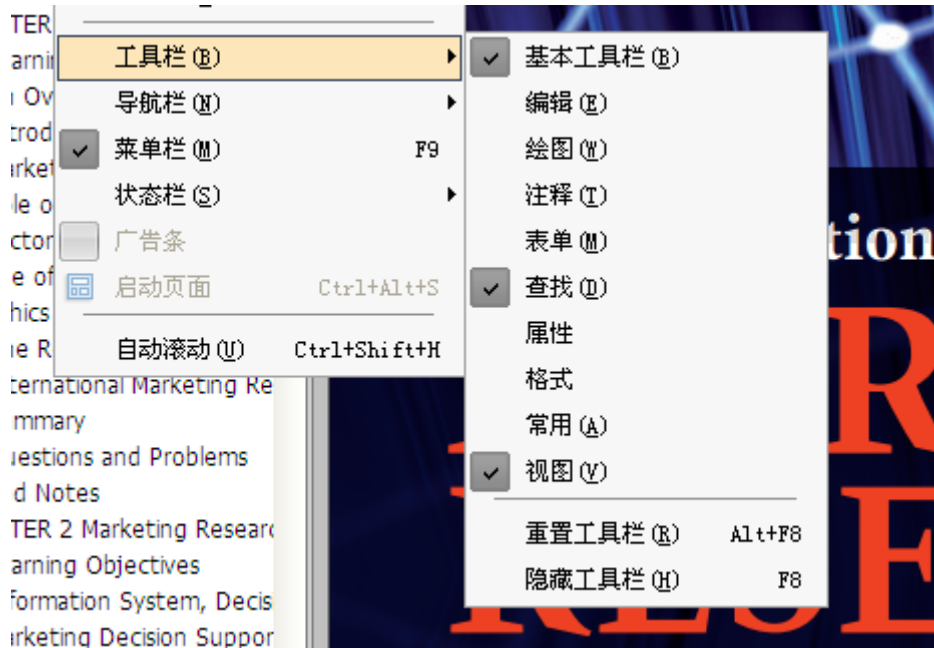 TER
工具栏(B)
导航栏(N)
菜单栏(M) F9
状态栏(S)
广告条
启动页面 Ctrl+Alt+S
自动滚动(U) Ctrl+Shift+H
基本工具栏(B)
编辑(E)
绘图(W)
注释(T)
表单(M)
查找(D)
属性
格式
常用(A)
视图(V)
重置工具栏(R) Alt+F8
隐藏工具栏(H) F8
ternational Marketing Re
mmary
uestions and Problems
d Notes
TER 2 Marketing Researc
arning Objectives
formation System, Decis
arketing Decision Suppor
tion
R
RESE